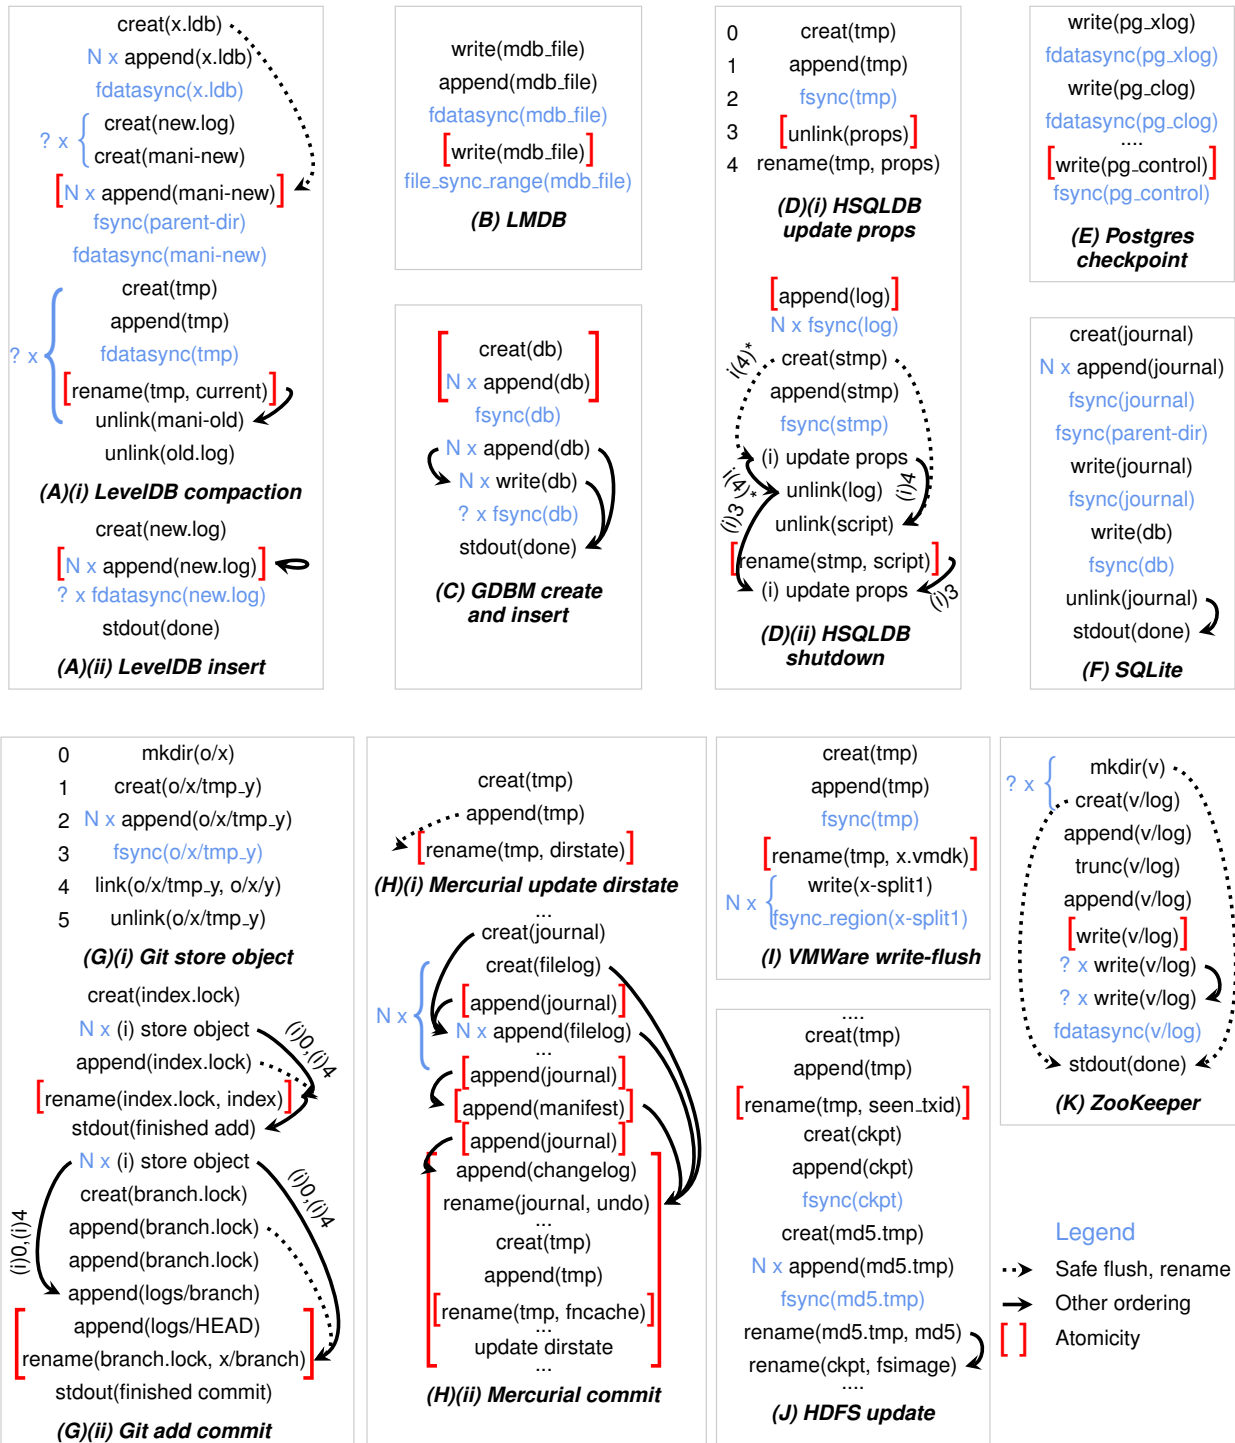 creat(x.ldb)
N x append(x.ldb)
fdatasync(x.ldb)
? x
creat(new.log)
creat(mani-new)
[N x append(mani-new)]
fsync(parent-dir)
fdatasync(mani-new)
creat(tmp)
append(tmp)
? x
fdatasync(tmp)
[rename(tmp, current)]
unlink(mani-old)
unlink(old.log)
(A)(i) LevelDB compaction
creat(new.log)
[N x append(new.log)]
? x fdatasync(new.log)
stdout(done)
(A)(ii) LevelDB insert
write(mdb_file)
append(mdb_file)
fdatasync(mdb_file)
[write(mdb_file)]
file_sync_range(mdb_file)
(B) LMDB
creat(db)
N x append(db)
fsync(db)
N x append(db)
N x write(db)
? x fsync(db)
stdout(done)
(C) GDBM create
and insert
0 creat(tmp)
1 append(tmp)
2 fsync(tmp)
3 [unlink(props)]
4 rename(tmp, props)
(D)(i) HSQLDB
update props
[append(log)]
N x fsync(log)
creat(stmp)
i(4)*
append(stmp)
fsync(stmp)
(i) update props
i(4)*
(i)4
unlink(log)
(i)3
unlink(script)
[rename(stmp, script)]
(i) update props
(i)3
(D)(ii) HSQLDB
shutdown
write(pg_xlog)
fdatasync(pg_xlog)
write(pg_clog)
fdatasync(pg_clog)
....
[write(pg_control)]
fsync(pg_control)
(E) Postgres
checkpoint
creat(journal)
N x append(journal)
fsync(journal)
fsync(parent-dir)
write(journal)
fsync(journal)
write(db)
fsync(db)
unlink(journal)
stdout(done)
(F) SQLite
0 mkdir(o/x)
1 creat(o/x/tmp_y)
2 N x append(o/x/tmp_y)
3 fsync(o/x/tmp_y)
4 link(o/x/tmp_y, o/x/y)
5 unlink(o/x/tmp_y)
(G)(i) Git store object
creat(index.lock)
N x (i) store object
(i)0,(i)4
append(index.lock)
[rename(index.lock, index)]
stdout(finished add)
N x (i) store object
(i)0,(i)4
creat(branch.lock)
append(branch.lock)
(i)0,(i)4
append(branch.lock)
append(logs/branch)
append(logs/HEAD)
rename(branch.lock, x/branch)
stdout(finished commit)
(G)(ii) Git add commit
creat(tmp)
append(tmp)
[rename(tmp, dirstate)]
(H)(i) Mercurial update dirstate
...
creat(journal)
creat(filelog)
[append(journal)]
N x
N x append(filelog)
...
[append(journal)]
[append(manifest)]
[append(journal)]
append(changelog)
rename(journal, undo)
...
creat(tmp)
append(tmp)
[rename(tmp, fncache)]
...
update dirstate
...
(H)(ii) Mercurial commit
creat(tmp)
append(tmp)
fsync(tmp)
[rename(tmp, x.vmdk)]
N x
write(x-split1)
fsync_region(x-split1)
(I) VMWare write-flush
....
creat(tmp)
append(tmp)
[rename(tmp, seen_txid)]
creat(ckpt)
append(ckpt)
fsync(ckpt)
creat(md5.tmp)
N x append(md5.tmp)
fsync(md5.tmp)
rename(md5.tmp, md5)
rename(ckpt, fsimage)
....
(J) HDFS update
? x
mkdir(v)
creat(v/log)
append(v/log)
trunc(v/log)
append(v/log)
[write(v/log)]
? x write(v/log)
? x write(v/log)
fdatasync(v/log)
stdout(done)
(K) ZooKeeper
Legend
Safe flush, rename
Other ordering
[ ] Atomicity